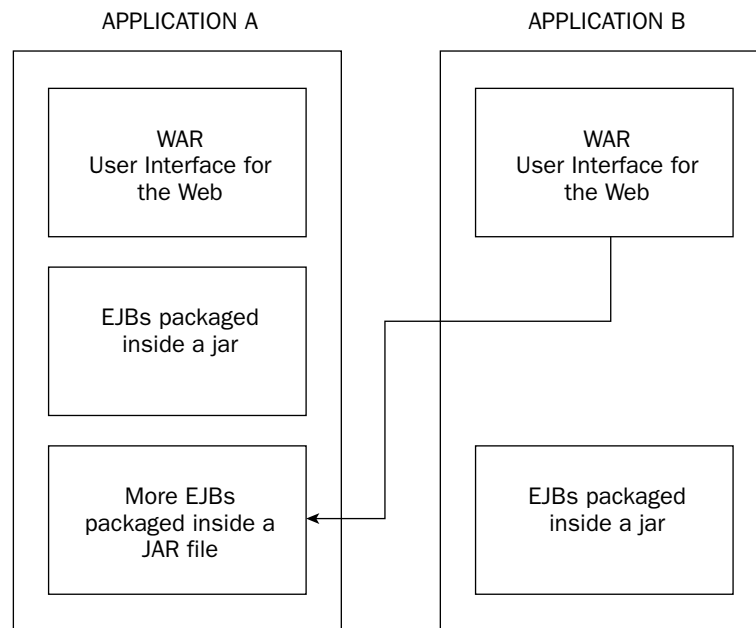 APPLICATION A
WAR
User Interface for
the Web
EJBs packaged
inside a jar
More EJBs
packaged inside a
JAR file
APPLICATION B
WAR
User Interface for
the Web
EJBs packaged
inside a jar